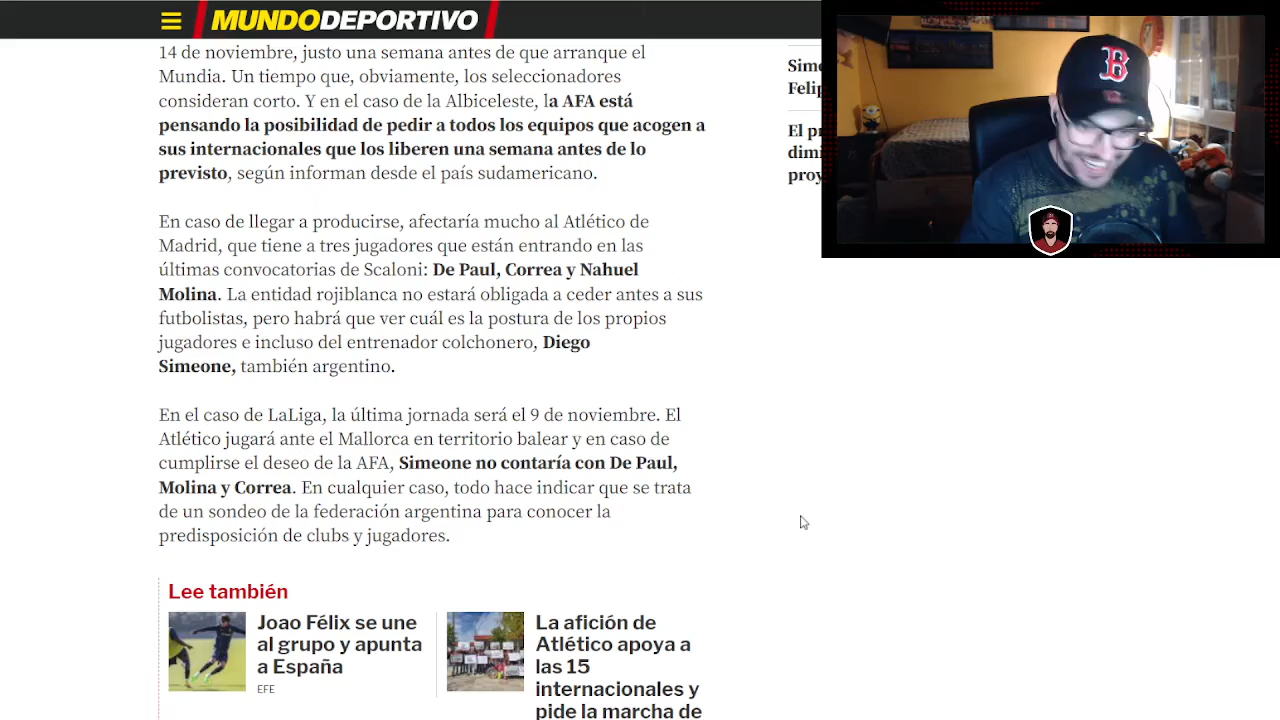 MUNDODEPORTIVO
14 de noviembre, justo una semana antes de que arranque el
Mundia. Un tiempo que, obviamente, los seleccionadores
consideran corto. Y en el caso de la Albiceleste, la AFA está
pensando la posibilidad de pedir a todos los equipos que acogen a
sus internacionales que los liberen una semana antes de lo
previsto, según informan desde el país sudamericano.
En caso de llegar a producirse, afectaría mucho al Atlético de
Madrid, que tiene a tres jugadores que están entrando en las
últimas convocatorias de Scaloni: De Paul, Correa y Nahuel
Molina. La entidad rojiblanca no estará obligada a ceder antes a sus
futbolistas, pero habrá que ver cuál es la postura de los propios
jugadores e incluso del entrenador colchonero, Diego
Simeone, también argentino.
En el caso de LaLiga, la última jornada será el 9 de noviembre. El
Atlético jugará ante el Mallorca en territorio balear y en caso de
cumplirse el deseo de la AFA, Simeone no contaría con De Paul,
Molina y Correa. En cualquier caso, todo hace indicar que se trata
de un sondeo de la federación argentina para conocer la
predisposición de clubs y jugadores.
Lee también
Joao Félix se une
al grupo y apunta
a España
EFE
La afición de
Atlético apoya a
las 15
internacionales y
pide la marcha de
El
B